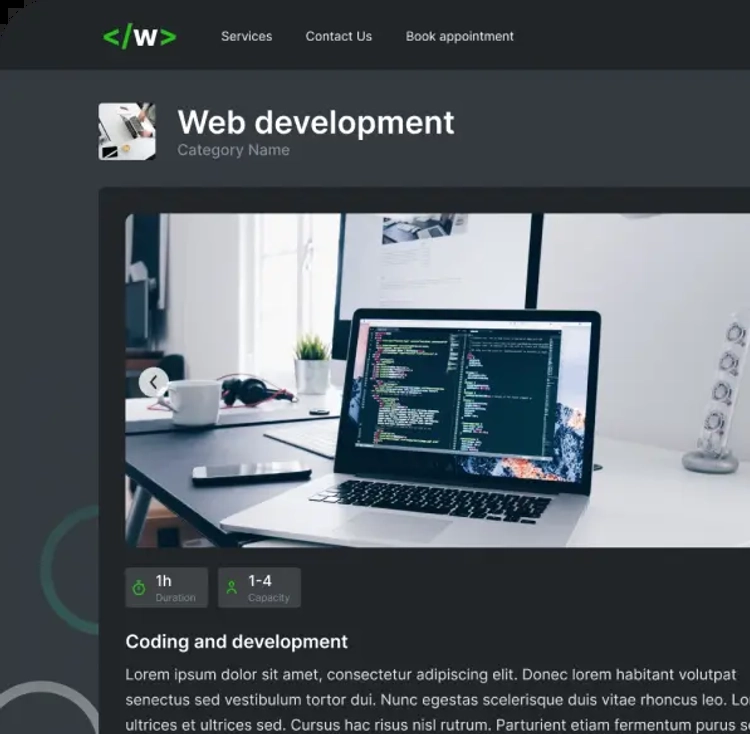 </w>
Services Contact Us Book appointment
Web development
Category Name
1h
Duration
1-4
Capacity
Coding and development
Lorem ipsum dolor sit amet, consectetur adipiscing elit. Donec lorem habitant volutpat
senectus sed vestibulum tortor dui. Nunc egestas scelerisque duis vitae rhoncus leo. Lo
ultrices et ultrices sed. Cursus hac risus nisl rutrum. Parturient etiam fermentum purus s